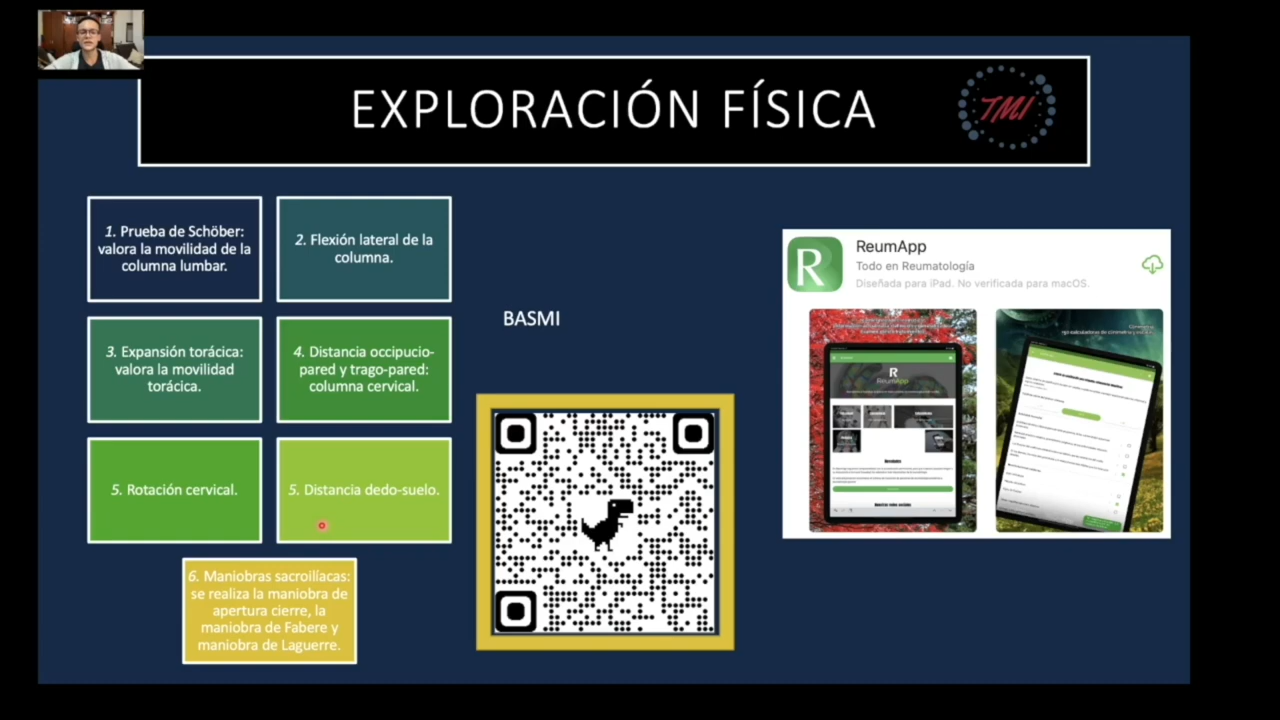 EXPLORACIÓN FÍSICA
TMI
1. Prueba de Schöber:
valora la movilidad de la
columna lumbar.
2. Flexión lateral de la
columna.
3. Expansión torácica:
valora la movilidad
torácica.
4. Distancia occipucio-
pared y trago-pared:
columna cervical.
5. Rotación cervical.
5. Distancia dedo-suelo.
6. Maniobras sacroilíacas:
se realiza la maniobra de
apertura cierre, la
maniobra de Fabere y
maniobra de Laguerre.
BASMI
R
ReumApp
Todo en Reumatología
Diseñada para iPad. No verificada para macOS.
R
ReumApp